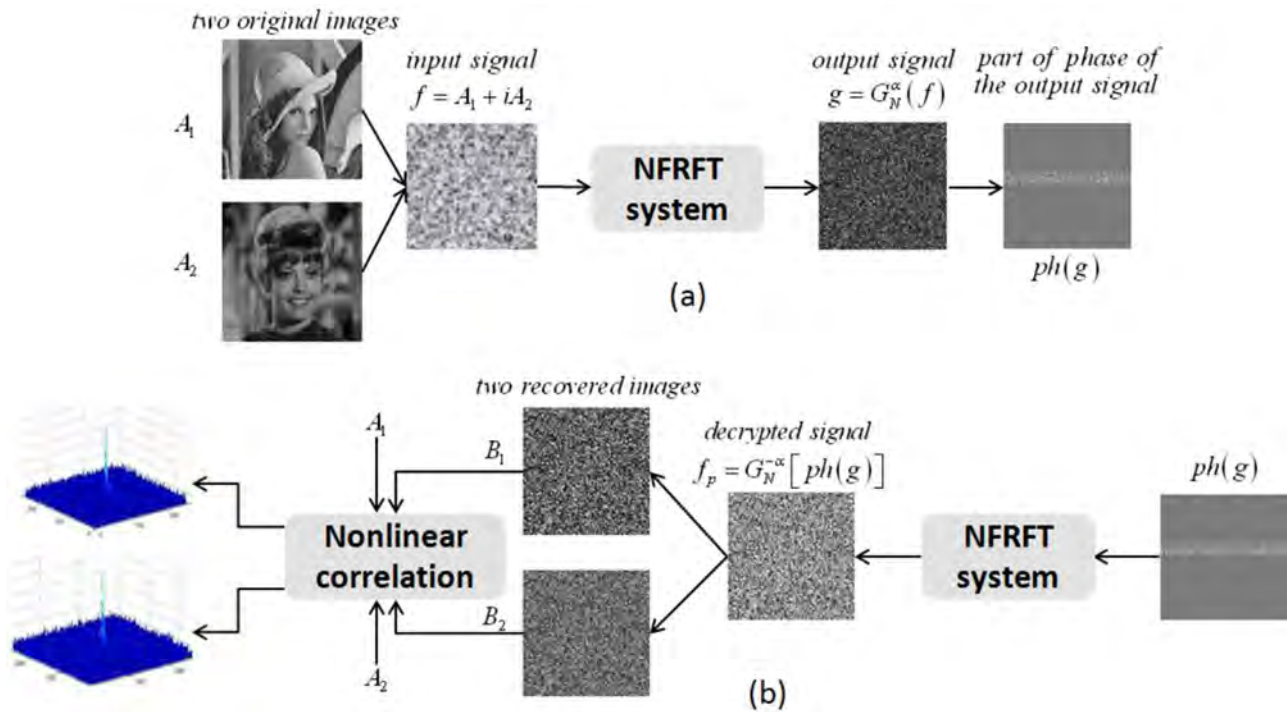 two original images
A₁
A₂
input signal
f = A₁ + iA₂
NFRFT
system
output signal
g = G_N^α(f)
part of phase of
the output signal
ph(g)
(a)
two recovered images
A₁
B₁
Nonlinear
correlation
B₂
A₂
decrypted signal
f_p = G_N^{-α}[ph(g)]
NFRFT
system
ph(g)
(b)